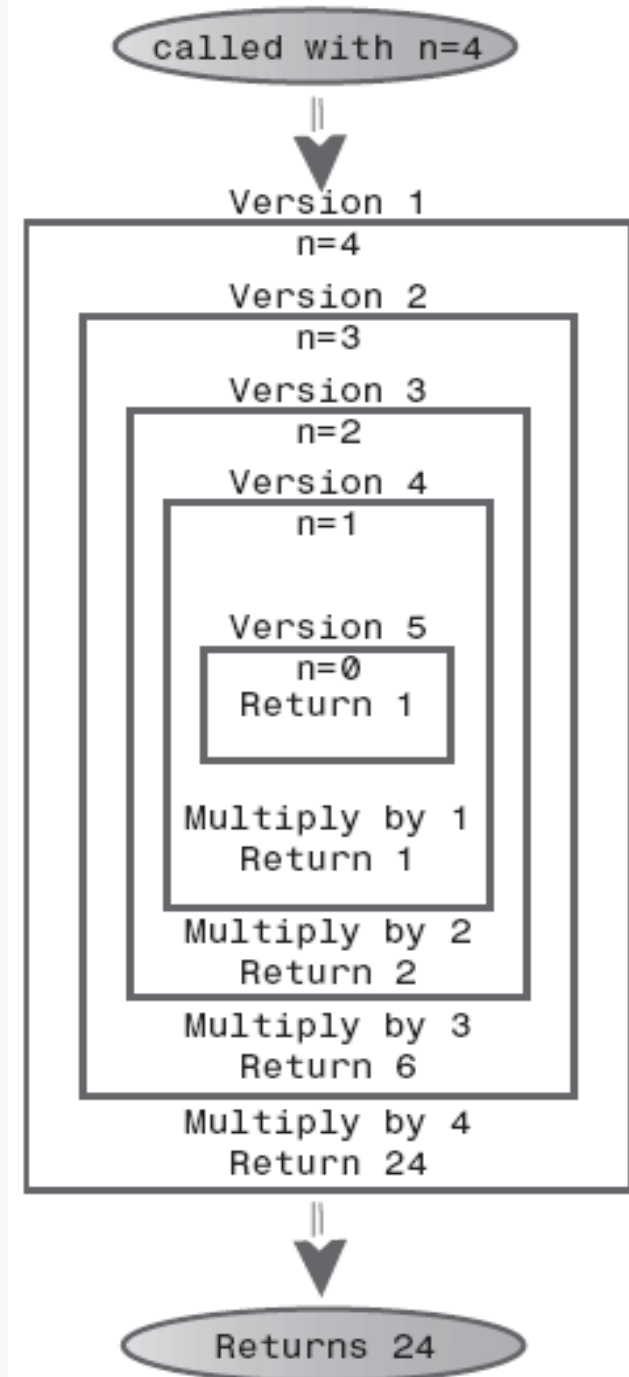 called with n=4
Version 1
n=4
Version 2
n=3
Version 3
n=2
Version 4
n=1
Version 5
n=0
Return 1
Multiply by 1
Return 1
Multiply by 2
Return 2
Multiply by 3
Return 6
Multiply by 4
Return 24
Returns 24